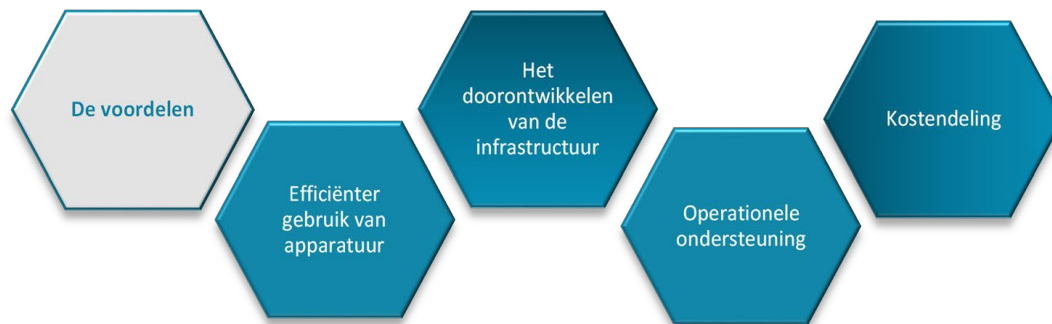 De voordelen
Efficiënter
gebruik van
apparatuur
Het
doorontwikkelen
van de
infrastructuur
Operationele
ondersteuning
Kostendeling